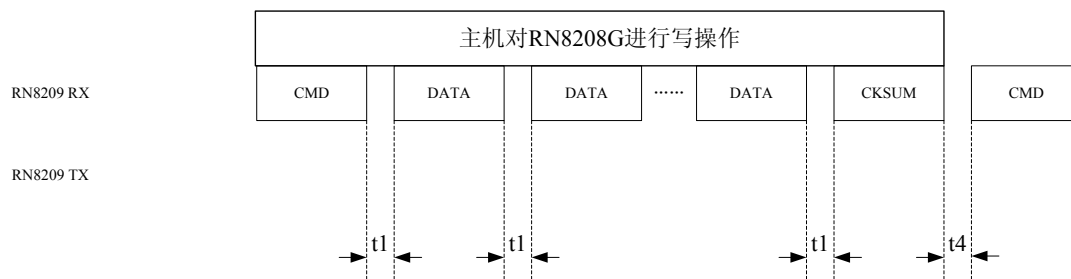 主机对RN8208G进行写操作
RN8209 RX CMD DATA DATA ...... DATA CKSUM CMD
RN8209 TX
t1 t1 t1 t4